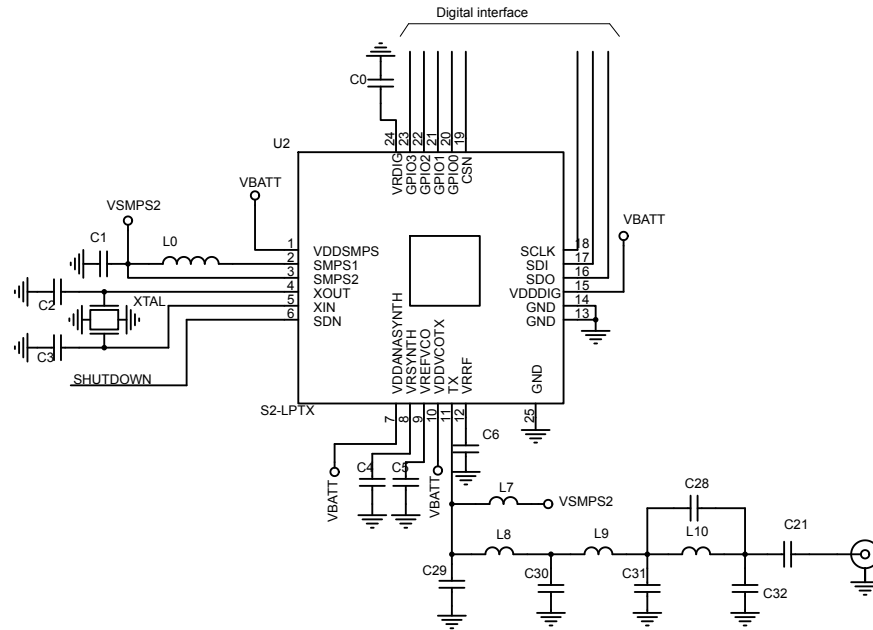 Digital interface
C0
U2
24
23
22
21
20
19
VRDIG
GPIO3
GPIO2
GPIO1
GPIO0
CSN
VBATT
VSMPS2
VBATT
C1
L0
1
VDDSMPS
2
SMPS1
3
SMPS2
4
XOUT
5
XIN
6
SDN
SCLK
18
SDI
17
SDO
16
VDDDIG
15
GND
14
GND
13
C2
XTAL
C3
SHUTDOWN
VDDANASYNTH
VRSYNTH
VREFVCO
VDDVCOTX
TX
VRRF
GND
S2-LPTX
7
8
9
10
11
12
25
C6
C4
C5
VBATT
VBATT
L7
VSMPS2
C28
L8
L9
L10
C21
C29
C30
C31
C32